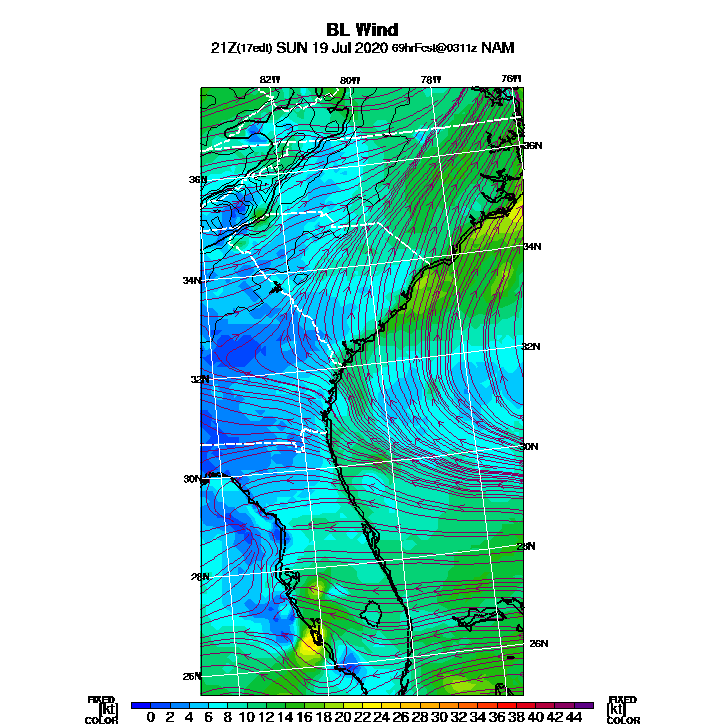 BL Wind
21Z(17edt) SUN 19 Jul 2020 69hrFcst@0311z NAM
82W 80W 78W 76W
36N
36N
34N
34N
32N
32N
30N
30N
28N
28N
26N
26N
FIXED FIXED
[kt] 0 2 4 6 8 10 12 14 16 18 20 22 24 26 28 30 32 34 36 38 40 42 44 [kt]
COLOR COLOR